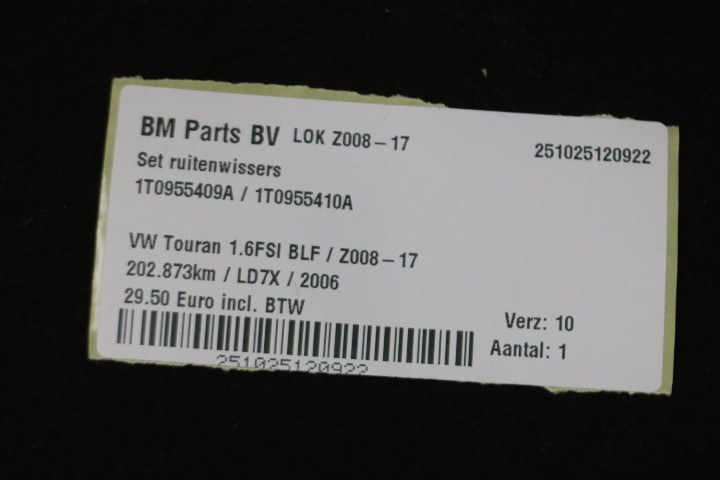 BM Parts BV LOK Z008-17
251025120922
Set ruitenwissers
1T0955409A / 1T0955410A
VW Touran 1.6FSI BLF / Z008-17
202.873km / LD7X / 2006
29.50 Euro incl. BTW
Verz: 10
Aantal: 1
251025120922